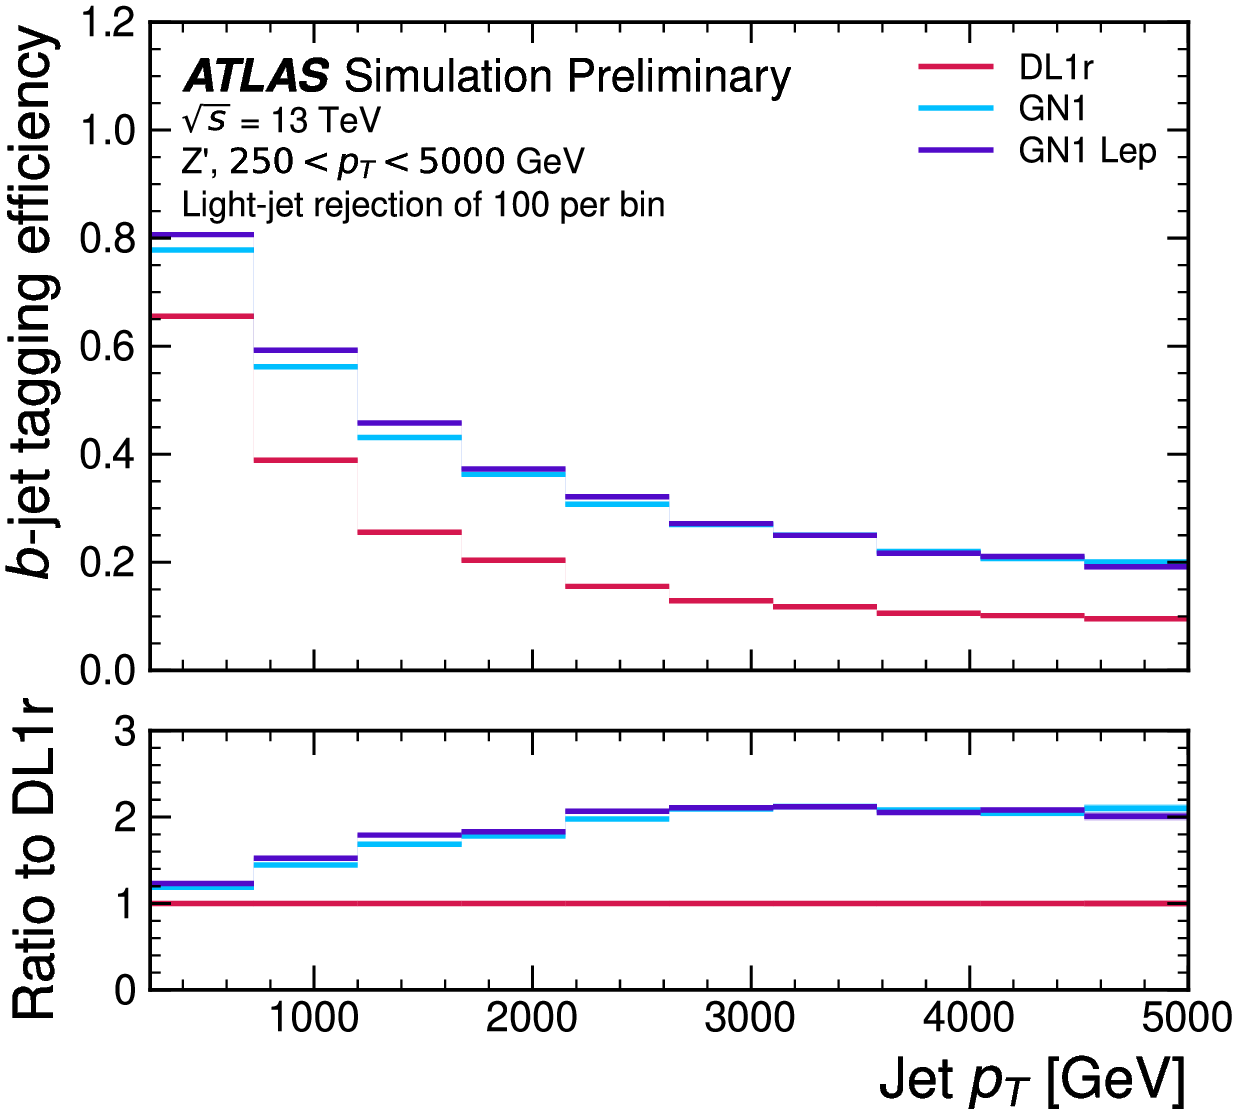 ATLAS Simulation Preliminary
√s = 13 TeV
Z', 250 < pT < 5000 GeV
Light-jet rejection of 100 per bin
DL1r
GN1
GN1 Lep
b-jet tagging efficiency
1.2
1.0
0.8
0.6
0.4
0.2
0.0
Ratio to DL1r
3
2
1
0
1000 2000 3000 4000 5000
Jet pT [GeV]